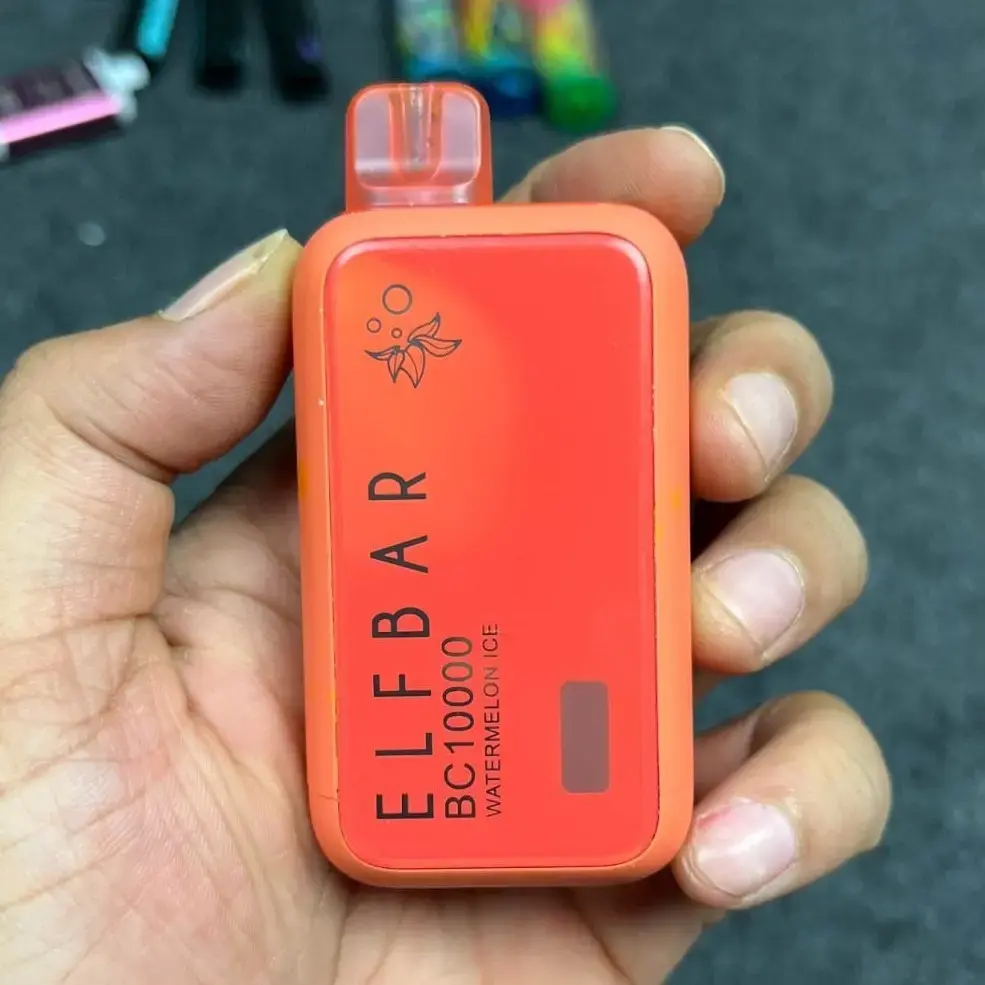 ELFBAR
BC10000
WATERMELON ICE